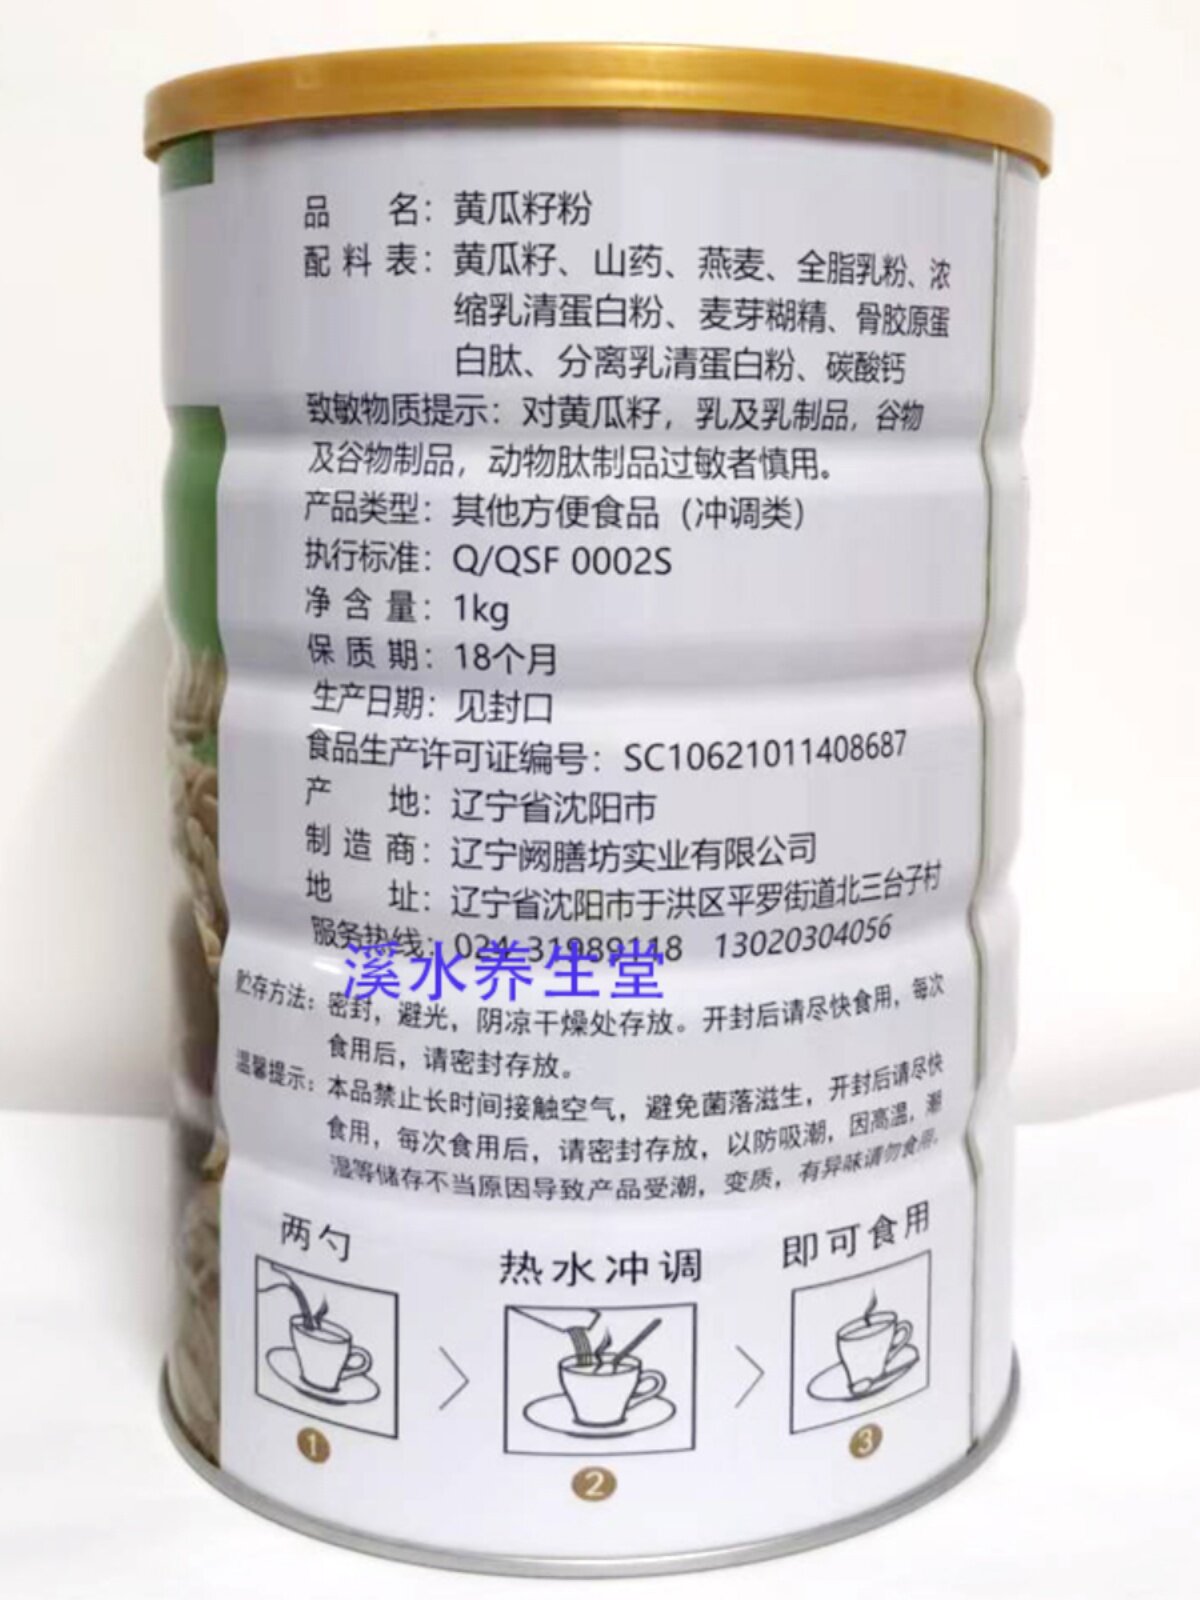 品名：黄瓜籽粉
配料表：黄瓜籽、山药、燕麦、全脂乳粉、浓
缩乳清蛋白粉、麦芽糊精、骨胶原蛋
白肽、分离乳清蛋白粉、碳酸钙
致敏物质提示：对黄瓜籽，乳及乳制品，谷物
及谷物制品，动物肽制品过敏者慎用。
产品类型：其他方便食品（冲调类）
执行标准：Q/QSF 0002S
净含量：1kg
保质期：18个月
生产日期：见封口
食品生产许可证编号：SC10621011408687
产地：辽宁省沈阳市
制造商：辽宁阙膳坊实业有限公司
地址：辽宁省沈阳市于洪区平罗街道北三台子村
服务热线：024-31989118 13020304056
溪水养生堂
贮存方法：密封，避光，阴凉干燥处存放。开封后请尽快食用，每次
食用后，请密封存放。
温馨提示：本品禁止长时间接触空气，避免菌落滋生，开封后请尽快
食用，每次食用后，请密封存放，以防吸潮，因高温，潮
湿等储存不当原因导致产品受潮，变质，有异味请勿食用。
两勺
热水冲调
即可食用
1
2
3